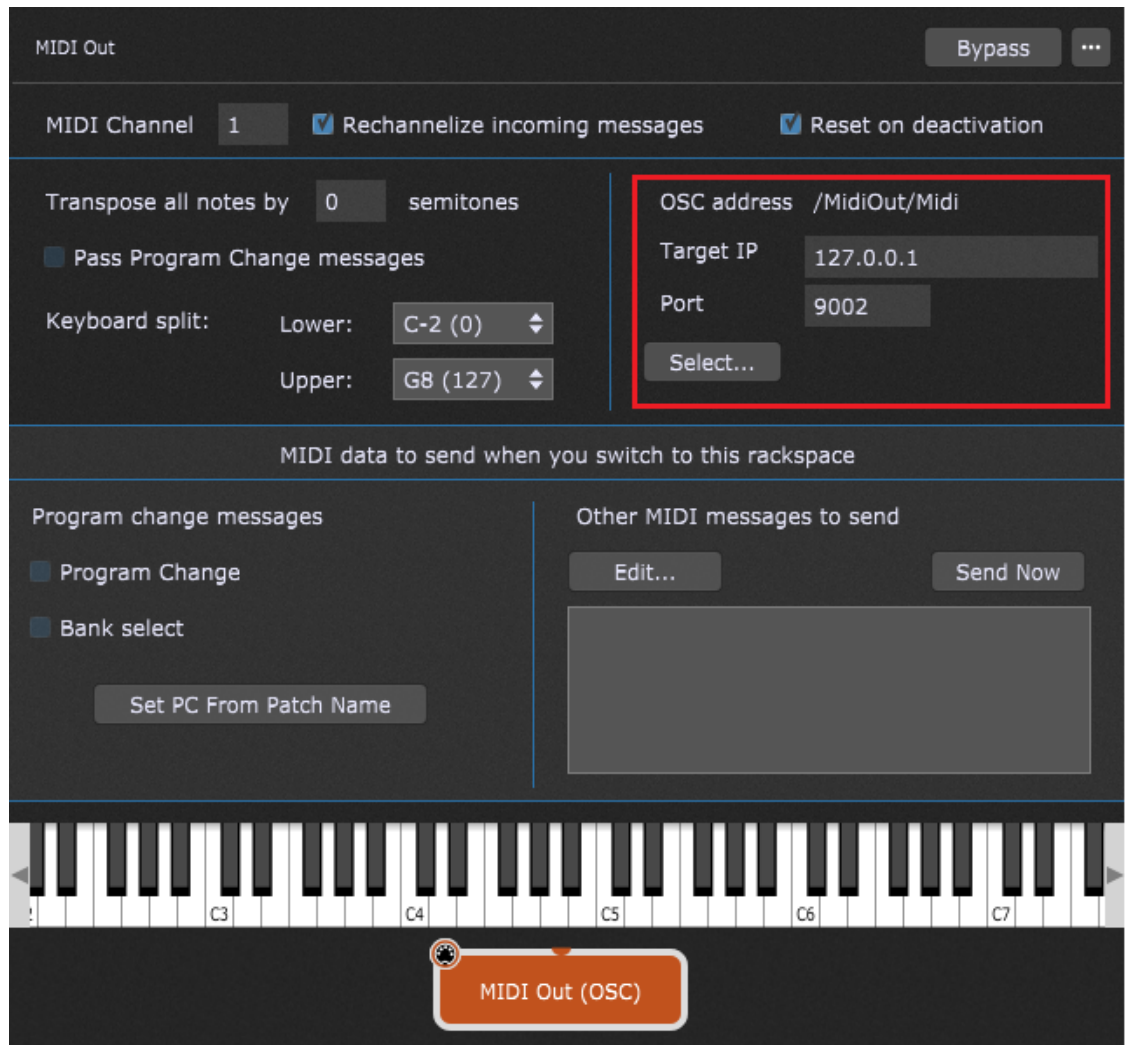 MIDI Out
Bypass
...
MIDI Channel 1 Rechannelize incoming messages Reset on deactivation
Transpose all notes by 0 semitones
Pass Program Change messages
Keyboard split: Lower: C-2 (0)
Upper: G8 (127)
OSC address /MidiOut/Midi
Target IP 127.0.0.1
Port 9002
Select...
MIDI data to send when you switch to this rackspace
Program change messages
Program Change
Bank select
Set PC From Patch Name
Other MIDI messages to send
Edit... Send Now
C3 C4 C5 C6 C7
MIDI Out (OSC)